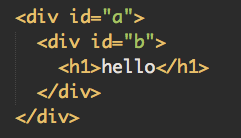 <div id="a">
  <div id="b">
    <h1>hello</h1>
  </div>
</div>